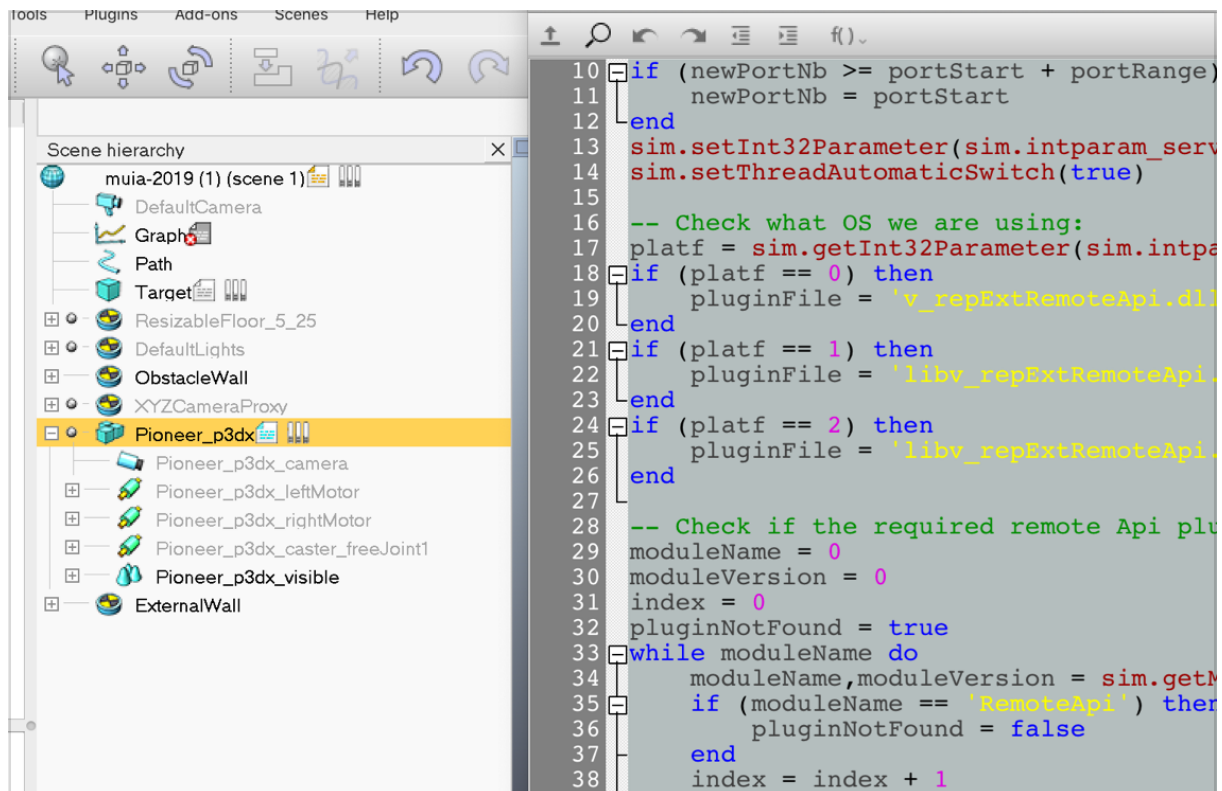 Tools Plugins Add-ons Scenes Help
Scene hierarchy
muia-2019 (1) (scene 1)
DefaultCamera
Graph
Path
Target
ResizableFloor_5_25
DefaultLights
ObstacleWall
XYZCameraProxy
Pioneer_p3dx
Pioneer_p3dx_camera
Pioneer_p3dx_leftMotor
Pioneer_p3dx_rightMotor
Pioneer_p3dx_caster_freeJoint1
Pioneer_p3dx_visible
ExternalWall
f()
10 if (newPortNb >= portStart + portRange)
11 newPortNb = portStart
12 end
13 sim.setInt32Parameter(sim.intparam_serv
14 sim.setThreadAutomaticSwitch(true)
15
16 -- Check what OS we are using:
17 platf = sim.getInt32Parameter(sim.intpa
18 if (platf == 0) then
19 pluginFile = 'v_repExtRemoteApi.dll
20 end
21 if (platf == 1) then
22 pluginFile = 'libv_repExtRemoteApi.
23 end
24 if (platf == 2) then
25 pluginFile = 'libv_repExtRemoteApi.
26 end
27
28 -- Check if the required remote Api plu
29 moduleName = 0
30 moduleVersion = 0
31 index = 0
32 pluginNotFound = true
33 while moduleName do
34 moduleName,moduleVersion = sim.getM
35 if (moduleName == 'RemoteApi') then
36 pluginNotFound = false
37 end
38 index = index + 1